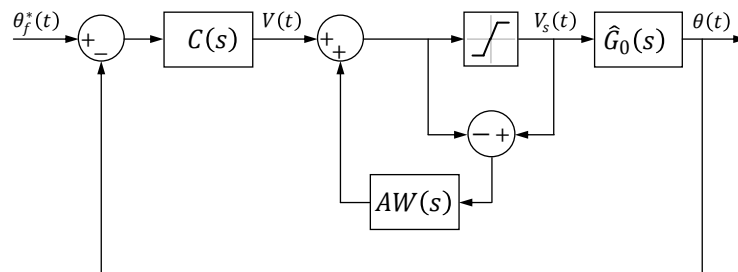 θ_f^*(t)
V(t)
V_s(t)
θ(t)
+
−
C(s)
+
+
Ĝ_0(s)
− +
AW(s)